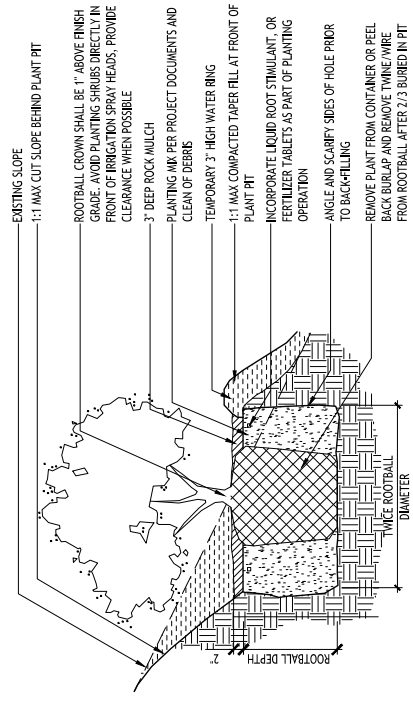 EXISTING SLOPE
1:1 MAX CUT SLOPE BEHIND PLANT PIT
ROOTBALL CROWN SHALL BE 1" ABOVE FINISH
GRADE. AVOID PLANTING SHRUBS DIRECTLY IN
FRONT OF IRRIGATION SPRAY HEADS, PROVIDE
CLEARANCE WHEN POSSIBLE
3" DEEP ROCK MULCH
PLANTING MIX PER PROJECT DOCUMENTS AND
CLEAN OF DEBRIS
TEMPORARY 3" HIGH WATER RING
1:1 MAX COMPACTED TAPER FILL AT FRONT OF
PLANT PIT
INCORPORATE LIQUID ROOT STIMULANT, OR
FERTILIZER TABLETS AS PART OF PLANTING
OPERATION
ANGLE AND SCARIFY SIDES OF HOLE PRIOR
TO BACK-FILLING
REMOVE PLANT FROM CONTAINER OR PEEL
BACK BURLAP AND REMOVE TWINE/WIRE
FROM ROOTBALL AFTER 2/3 BURIED IN PIT
2"
ROOTBALL DEPTH
TWICE ROOTBALL
DIAMETER